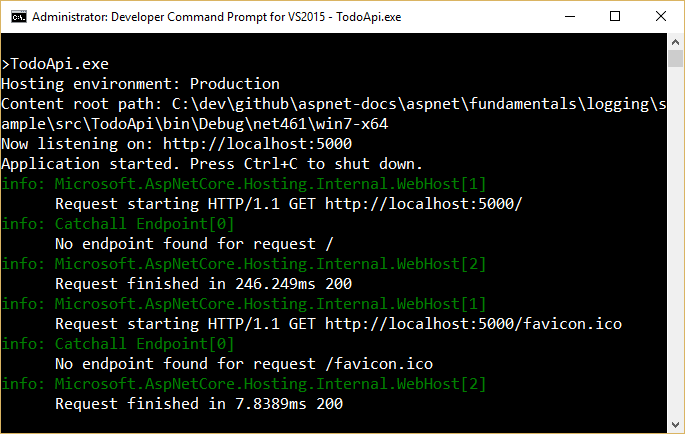 Administrator: Developer Command Prompt for VS2015 - TodoApi.exe
>TodoApi.exe
Hosting environment: Production
Content root path: C:\dev\github\aspnet-docs\aspnet\fundamentals\logging\s
ample\src\TodoApi\bin\Debug\net461\win7-x64
Now listening on: http://localhost:5000
Application started. Press Ctrl+C to shut down.
info: Microsoft.AspNetCore.Hosting.Internal.WebHost[1]
      Request starting HTTP/1.1 GET http://localhost:5000/
info: Catchall Endpoint[0]
      No endpoint found for request /
info: Microsoft.AspNetCore.Hosting.Internal.WebHost[2]
      Request finished in 246.249ms 200
info: Microsoft.AspNetCore.Hosting.Internal.WebHost[1]
      Request starting HTTP/1.1 GET http://localhost:5000/favicon.ico
info: Catchall Endpoint[0]
      No endpoint found for request /favicon.ico
info: Microsoft.AspNetCore.Hosting.Internal.WebHost[2]
      Request finished in 7.8389ms 200